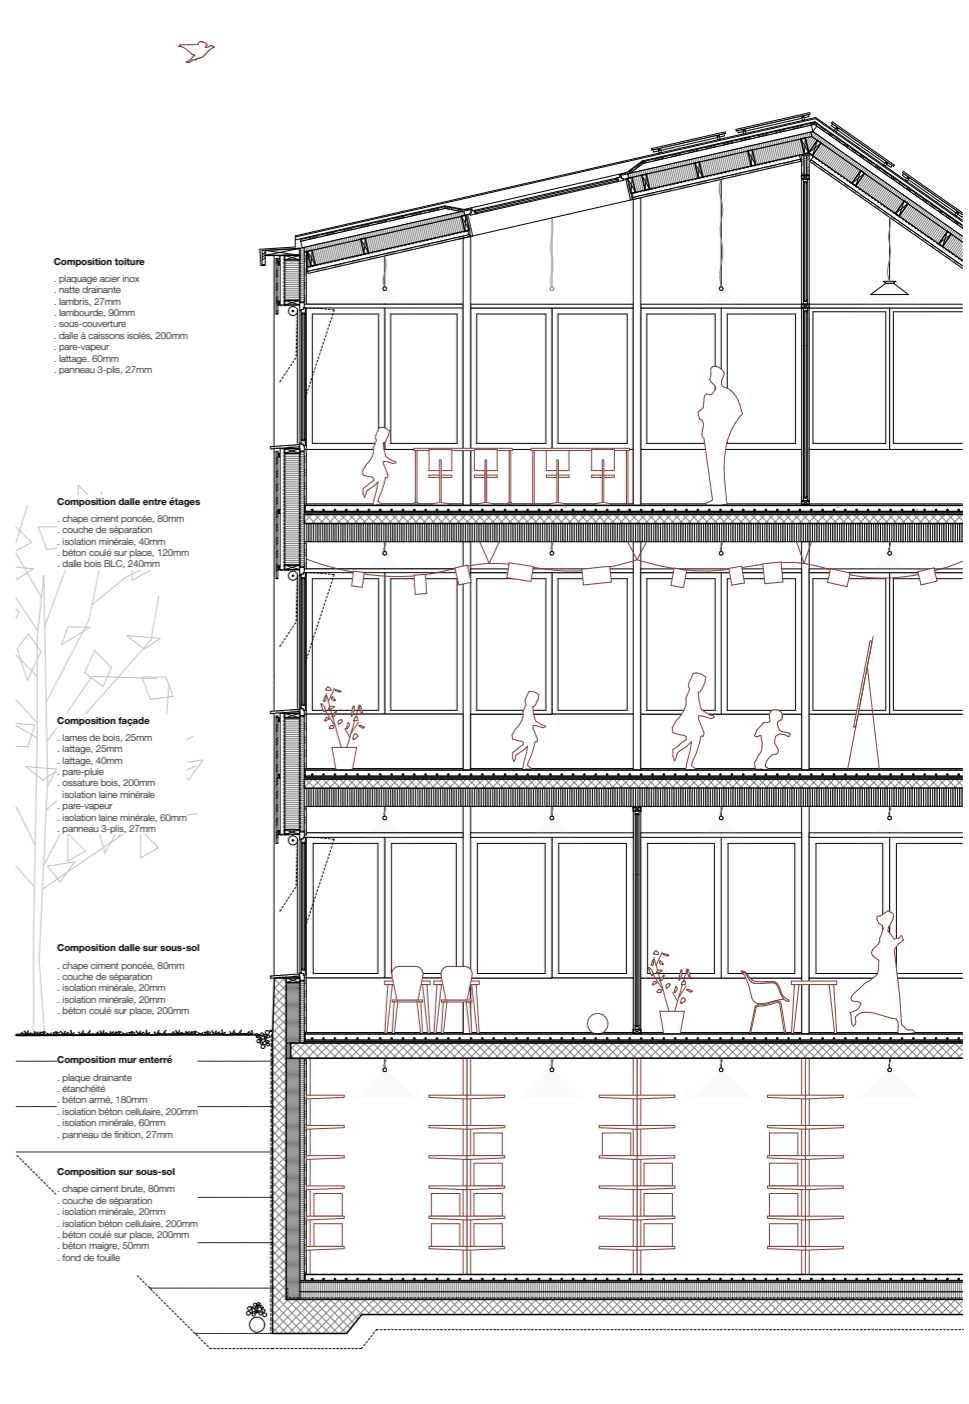 Composition toiture
. plaquage acier inox
. natte drainante
. lambris, 27mm
. lambourde, 90mm
. sous-couverture
. dalle à caissons isolés, 200mm
. pare-vapeur
. lattage. 60mm
. panneau 3-plis, 27mm
Composition dalle entre étages
. chape ciment poncée, 80mm
. couche de séparation
. isolation minérale, 40mm
. béton coulé sur place, 120mm
. dalle bois BLC, 240mm
Composition façade
. lames de bois, 25mm
. lattage, 25mm
. lattage, 40mm
. pare-pluie
. ossature bois, 200mm
isolation laine minérale
. pare-vapeur
. isolation laine minérale, 60mm
. panneau 3-plis, 27mm
Composition dalle sur sous-sol
. chape ciment poncée, 80mm
. couche de séparation
. isolation minérale, 20mm
. isolation minérale, 20mm
. béton coulé sur place, 200mm
Composition mur enterré
. plaque drainante
. étanchéité
. béton armé, 180mm
. isolation béton cellulaire, 200mm
. isolation minérale, 60mm
. panneau de finition, 27mm
Composition sur sous-sol
. chape ciment brute, 80mm
. couche de séparation
. isolation minérale, 20mm
. isolation béton cellulaire, 200mm
. béton coulé sur place, 200mm
. béton maigre, 50mm
. fond de fouille